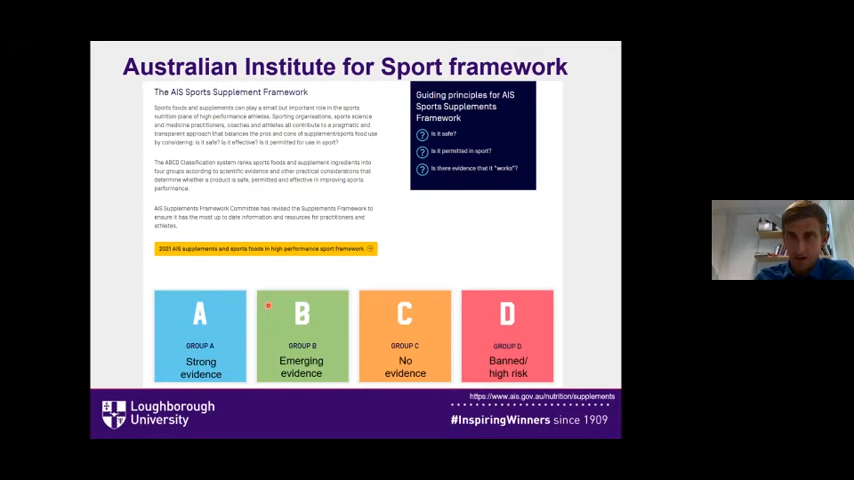 Australian Institute for Sport framework
The AIS Sports Supplement Framework
Sports foods and supplements can play a small but important role in the sports
nutrition plans of high performance athletes. Sporting organisations, sports science
and medicine practitioners, coaches and athletes all contribute to a pragmatic and
transparent approach that balances the pros and cons of supplement/sports food use
by considering: is it safe? is it effective? is it permitted for use in sport?
The ABCD Classification system ranks sports foods and supplement ingredients into
four groups according to scientific evidence and other practical considerations that
determine whether a product is safe, permitted and effective in improving sports
performance.
AIS Supplements Framework Committee has revised the Supplements Framework to
ensure it has the most up to date information and resources for practitioners and
athletes.
2021 AIS supplements and sports foods in high performance sport framework
Guiding principles for AIS
Sports Supplements
Framework
? Is it safe?
? Is it permitted in sport?
? Is there evidence that it "works"?
A
GROUP A
Strong
evidence
B
GROUP B
Emerging
evidence
C
GROUP C
No
evidence
D
GROUP D
Banned/
high risk
Loughborough
University
https://www.ais.gov.au/nutrition/supplements
#InspiringWinners since 1909